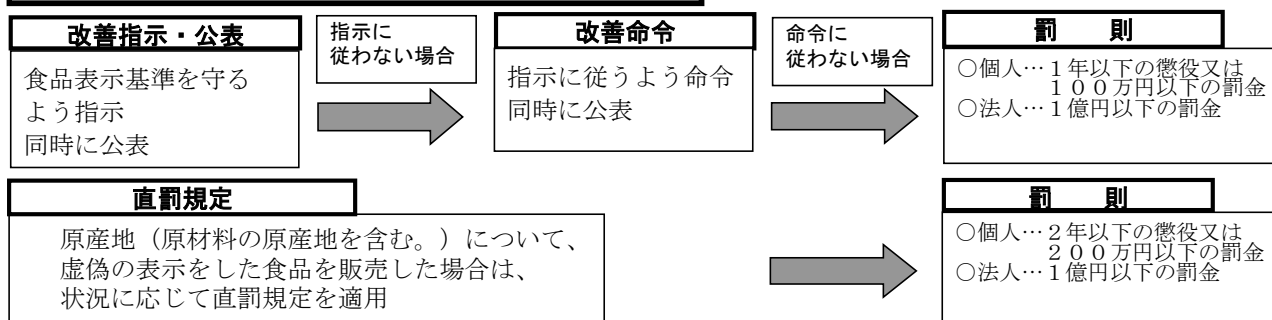 改善指示・公表
食品表示基準を守る
よう指示
同時に公表
指示に
従わない場合
改善命令
指示に従うよう命令
同時に公表
命令に
従わない場合
罰　則
○個人…１年以下の懲役又は
１００万円以下の罰金
○法人…１億円以下の罰金
直罰規定
原産地（原材料の原産地を含む。）について、
虚偽の表示をした食品を販売した場合は、
状況に応じて直罰規定を適用
罰　則
○個人…２年以下の懲役又は
２００万円以下の罰金
○法人…１億円以下の罰金